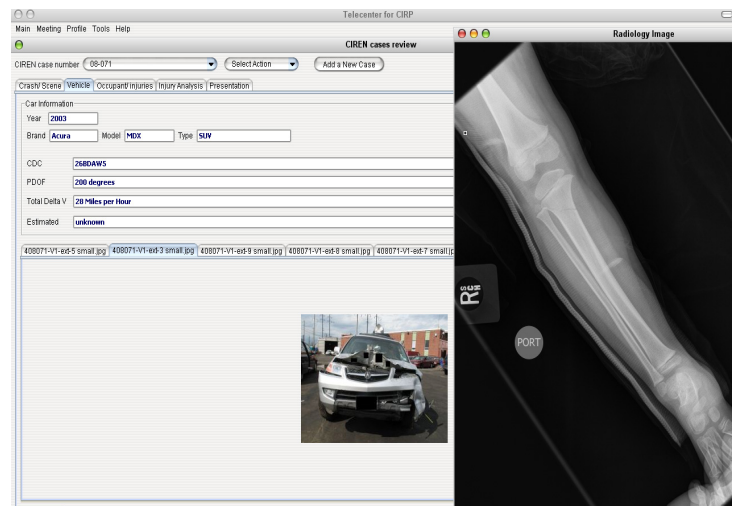 Telecenter for CIRP
Main Meeting Profile Tools Help
CIREN cases review
CIREN case number 08-071 Select Action Add a New Case
Crash/ Scene Vehicle Occupant/ injuries Injury Analysis Presentation
Car Information
Year 2003
Brand Acura Model MDX Type SUV
CDC 26BDAW5
PDOF 200 degrees
Total Delta V 28 Miles per Hour
Estimated unknown
408071-V1-ext-5 small.jpg 408071-V1-ext-3 small.jpg 408071-V1-ext-9 small.jpg 408071-V1-ext-8 small.jpg 408071-V1-ext-7 small.jp
Radiology Image
R SCH
PORT